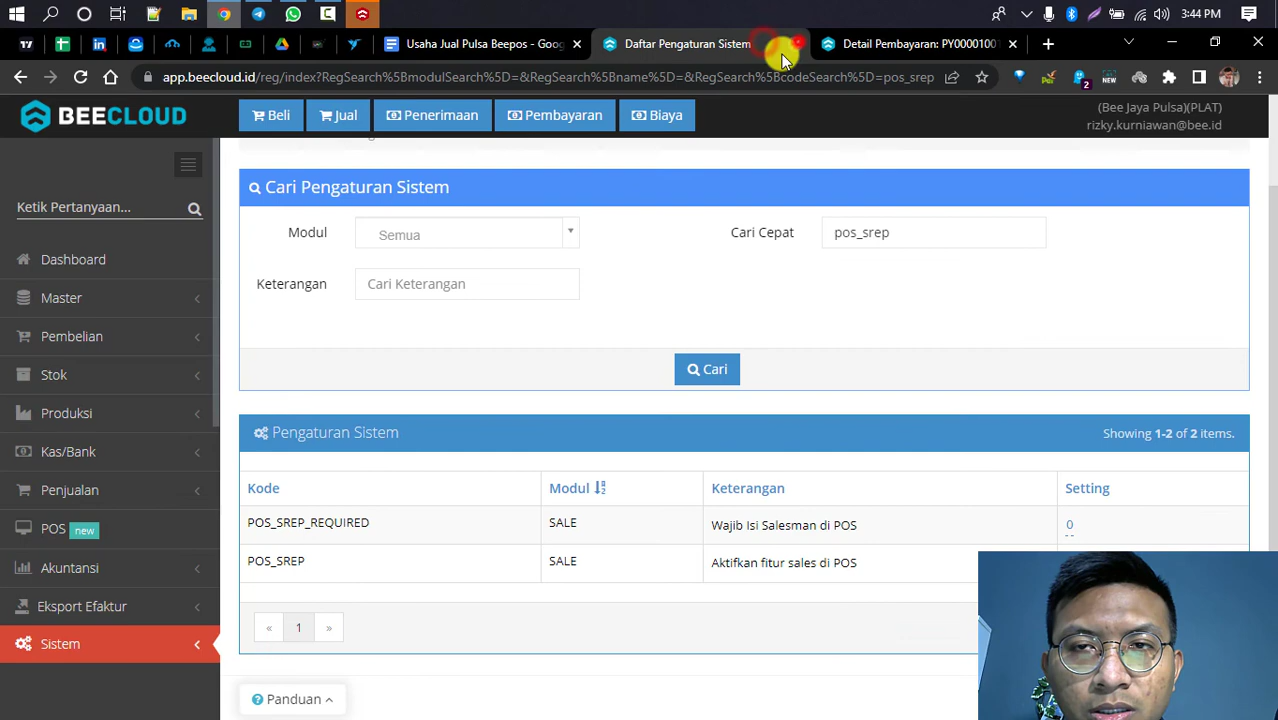 3:44 PM
Usaha Jual Pulsa Beepos - Goog
Daftar Pengaturan Sistem
Detail Pembayaran: PY00001001
app.beecloud.id/reg/index?RegSearch%5BmodulSearch%5D=&RegSearch%5Bname%5D=&RegSearch%5BcodeSearch%5D=pos_srep
NEW
2
BEECLOUD
Beli
Jual
Penerimaan
Pembayaran
Biaya
(Bee Jaya Pulsa)(PLAT)
rizky.kurniawan@bee.id
Ketik Pertanyaan...
Dashboard
Master
Pembelian
Stok
Produksi
Kas/Bank
Penjualan
POS new
Akuntansi
Eksport Efaktur
Sistem
Cari Pengaturan Sistem
Modul Semua
Cari Cepat pos_srep
Keterangan Cari Keterangan
Cari
Pengaturan Sistem
Showing 1-2 of 2 items.
Kode Modul Keterangan Setting
POS_SREP_REQUIRED SALE Wajib Isi Salesman di POS 0
POS_SREP SALE Aktifkan fitur sales di POS
« 1 »
Panduan